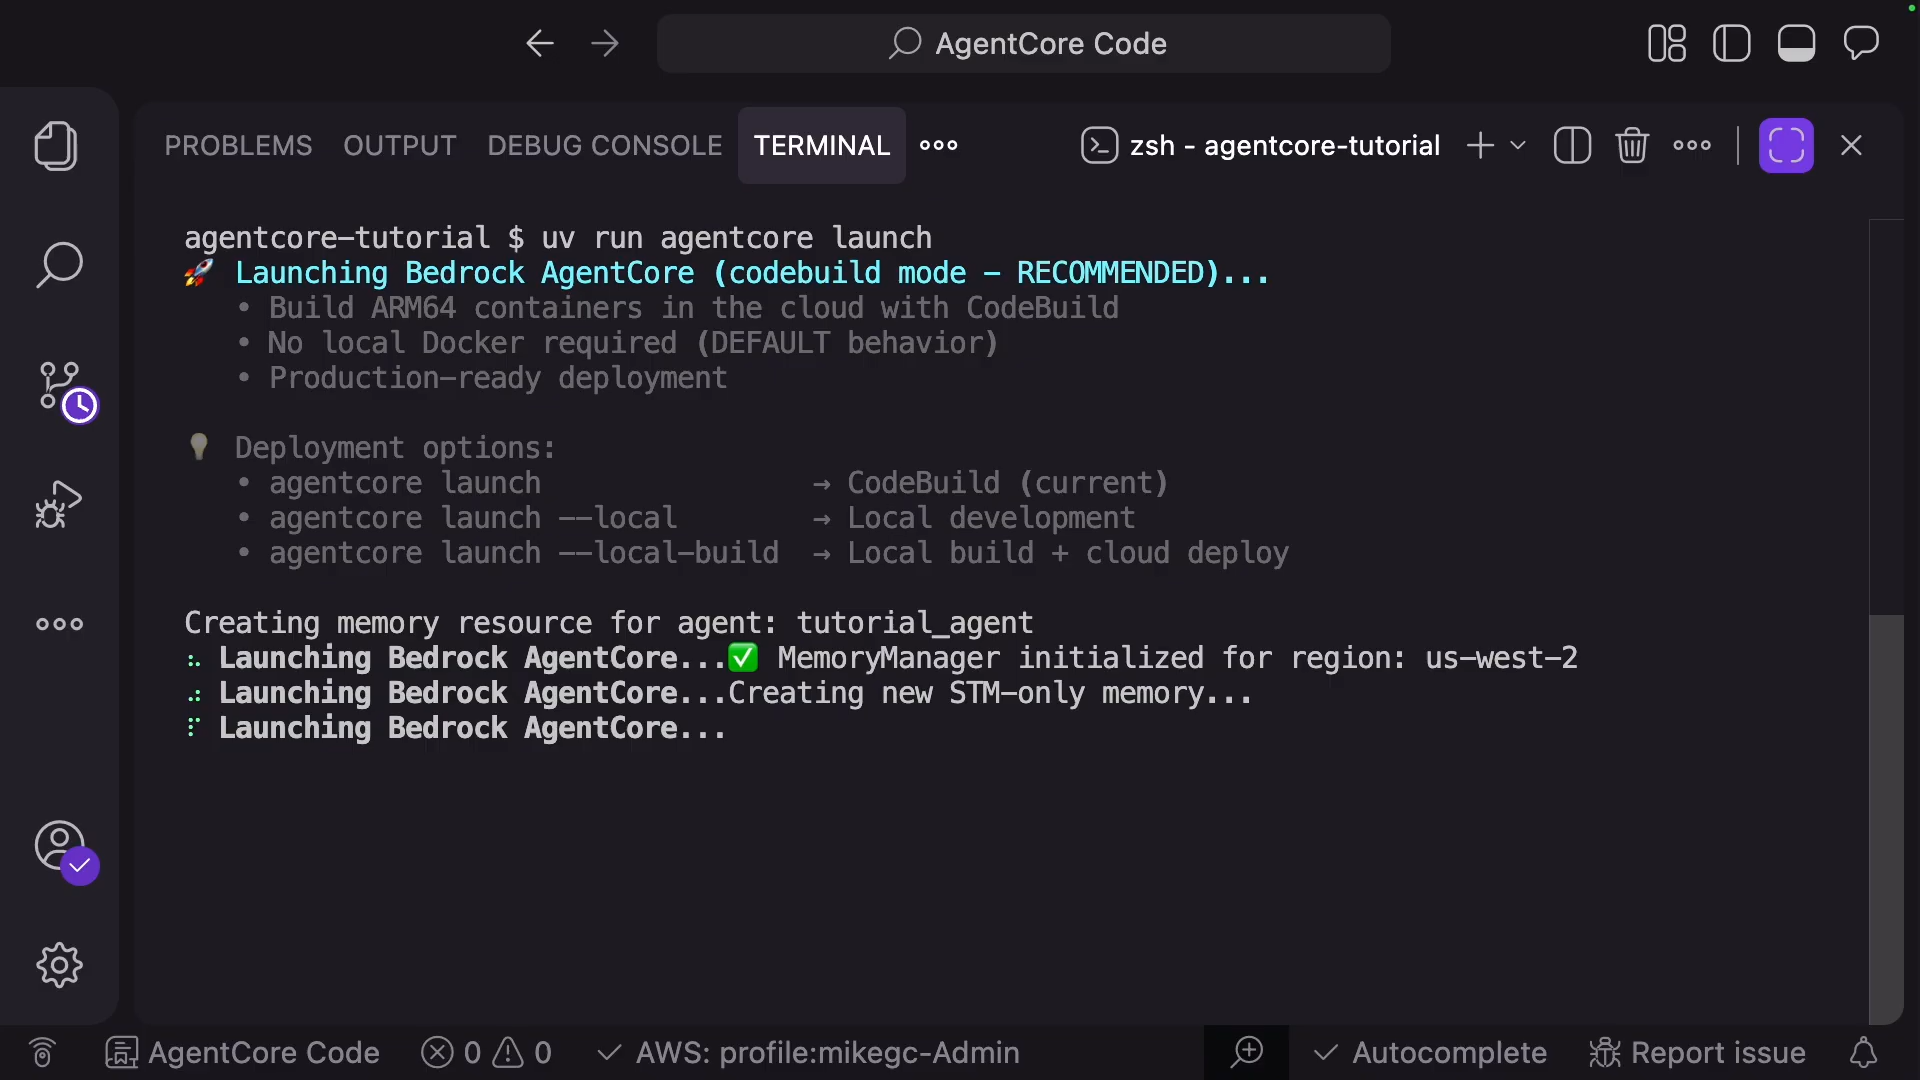 AgentCore Code
PROBLEMS OUTPUT DEBUG CONSOLE TERMINAL zsh - agentcore-tutorial
agentcore-tutorial $ uv run agentcore launch
🚀 Launching Bedrock AgentCore (codebuild mode - RECOMMENDED)...
• Build ARM64 containers in the cloud with CodeBuild
• No local Docker required (DEFAULT behavior)
• Production-ready deployment
💡 Deployment options:
• agentcore launch → CodeBuild (current)
• agentcore launch --local → Local development
• agentcore launch --local-build → Local build + cloud deploy
Creating memory resource for agent: tutorial_agent
⠦ Launching Bedrock AgentCore...✅ MemoryManager initialized for region: us-west-2
⠴ Launching Bedrock AgentCore...Creating new STM-only memory...
⠏ Launching Bedrock AgentCore...
AgentCore Code 0 0 AWS: profile:mikegc-Admin Autocomplete Report issue